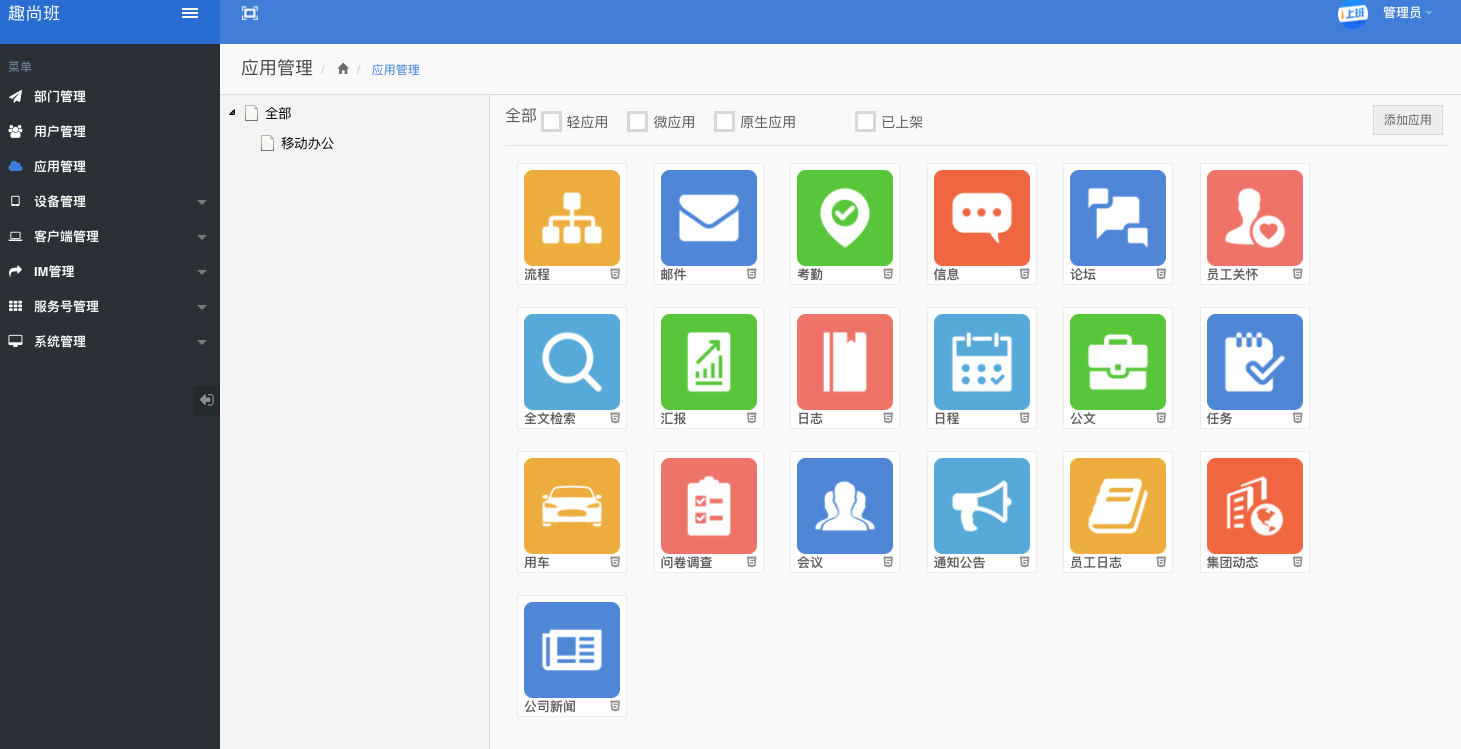 趣尚班
上班
管理员
菜单
部门管理
用户管理
应用管理
设备管理
客户端管理
IM管理
服务号管理
系统管理
应用管理 / / 应用管理
全部
移动办公
全部 轻应用 微应用 原生应用 已上架 添加应用
流程 邮件 考勤 信息 论坛 员工关怀
全文检索 汇报 日志 日程 公文 任务
用车 问卷调查 会议 通知公告 员工日志 集团动态
公司新闻